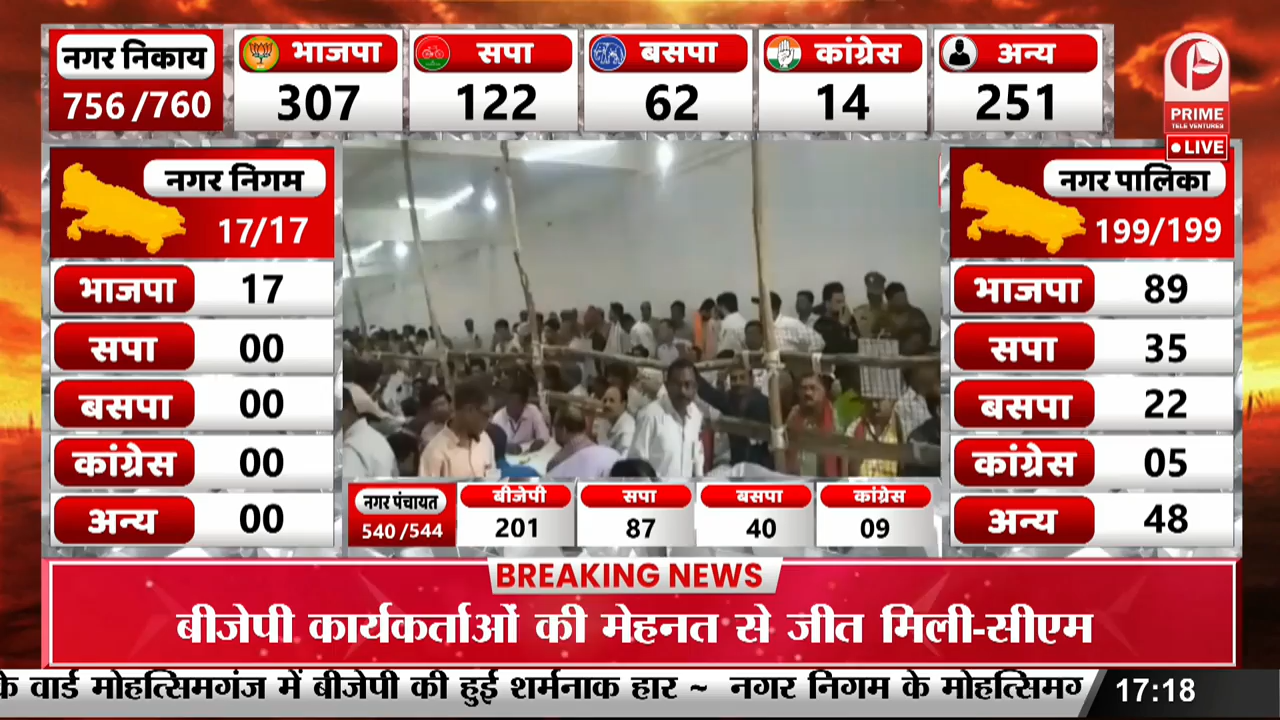 नगर निकाय
756/760
भाजपा
307
सपा
122
बसपा
62
कांग्रेस
14
अन्य
251
PRIME
TELE VENTURES
LIVE
नगर निगम
17/17
भाजपा 17
सपा 00
बसपा 00
कांग्रेस 00
अन्य 00
नगर पालिका
199/199
भाजपा 89
सपा 35
बसपा 22
कांग्रेस 05
अन्य 48
नगर पंचायत
540/544
बीजेपी
201
सपा
87
बसपा
40
कांग्रेस
09
BREAKING NEWS
बीजेपी कार्यकर्ताओं की मेहनत से जीत मिली-सीएम
के वार्ड मोहत्सिमगंज में बीजेपी की हुई शर्मनाक हार ~ नगर निगम के मोहत्सिमग
17:18